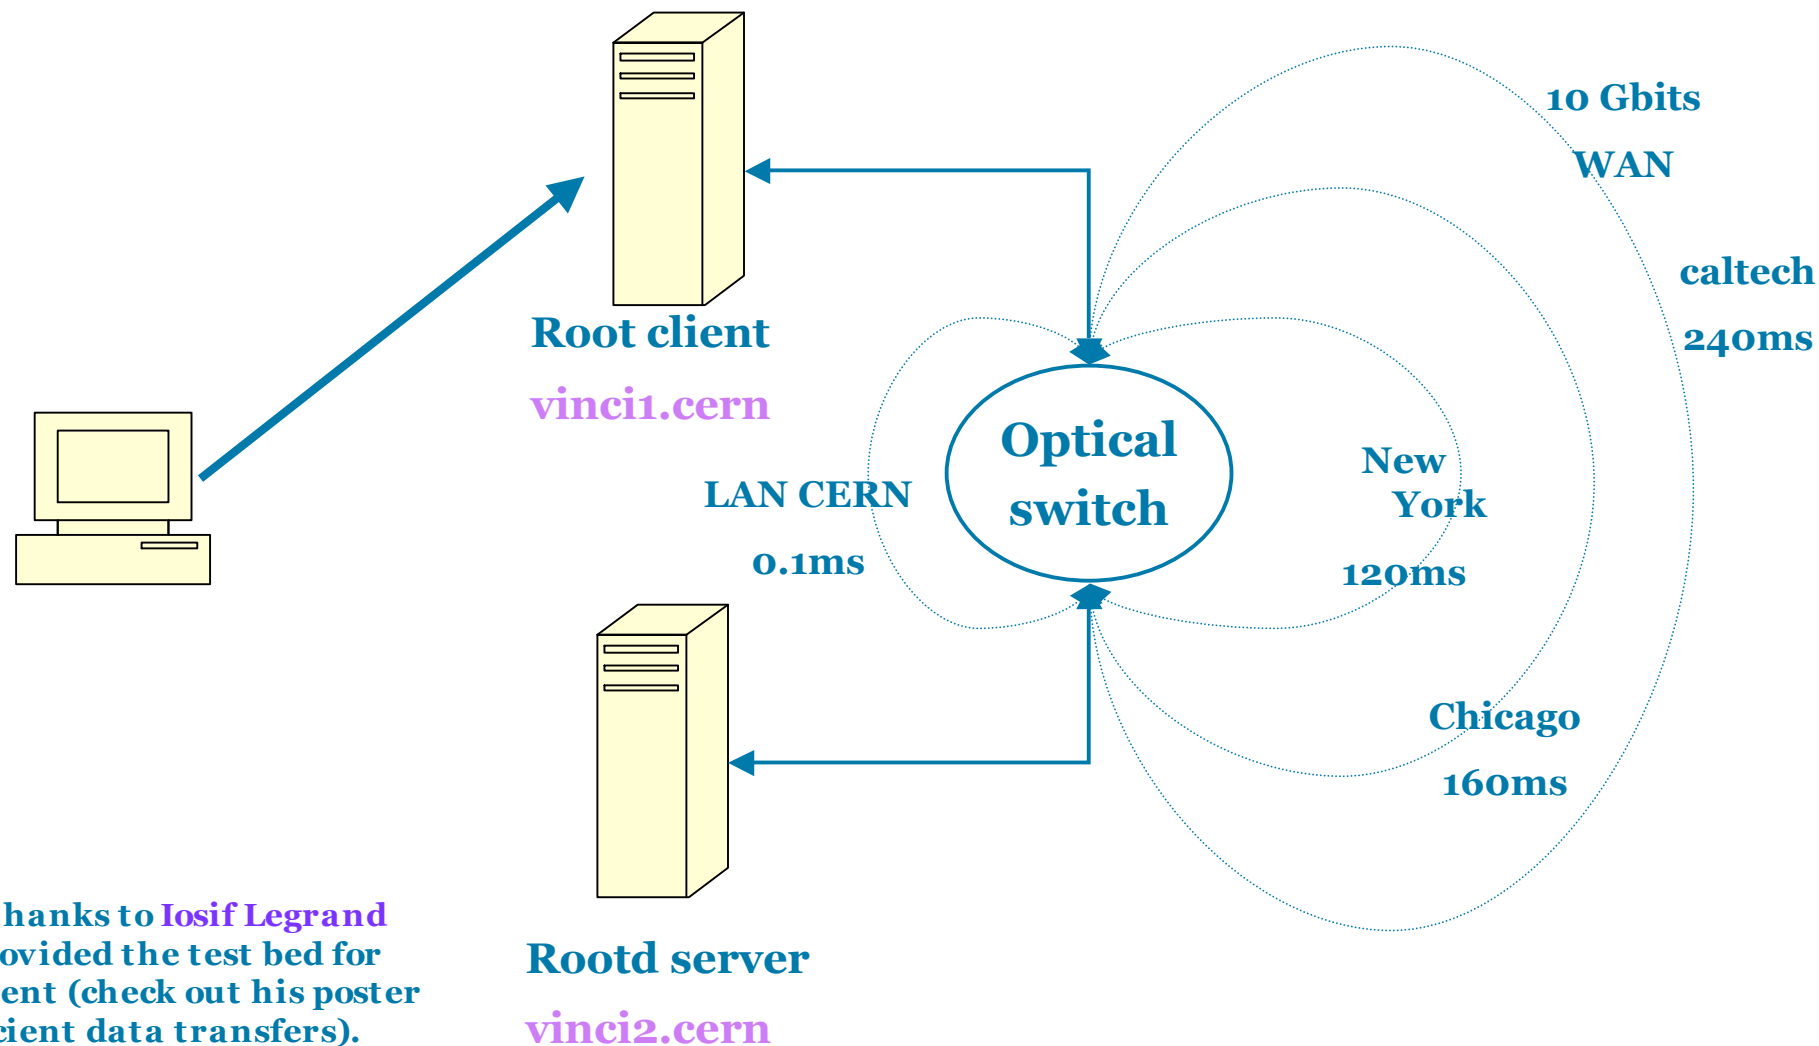 10 Gbits
WAN
caltech
240ms
Root client
vinci1.cern
Optical
switch
LAN CERN
0.1ms
New
York
120ms
Chicago
160ms
hanks to Iosif Legrand
ovided the test bed for
ent (check out his poster
cient data transfers).
Rootd server
vinci2.cern